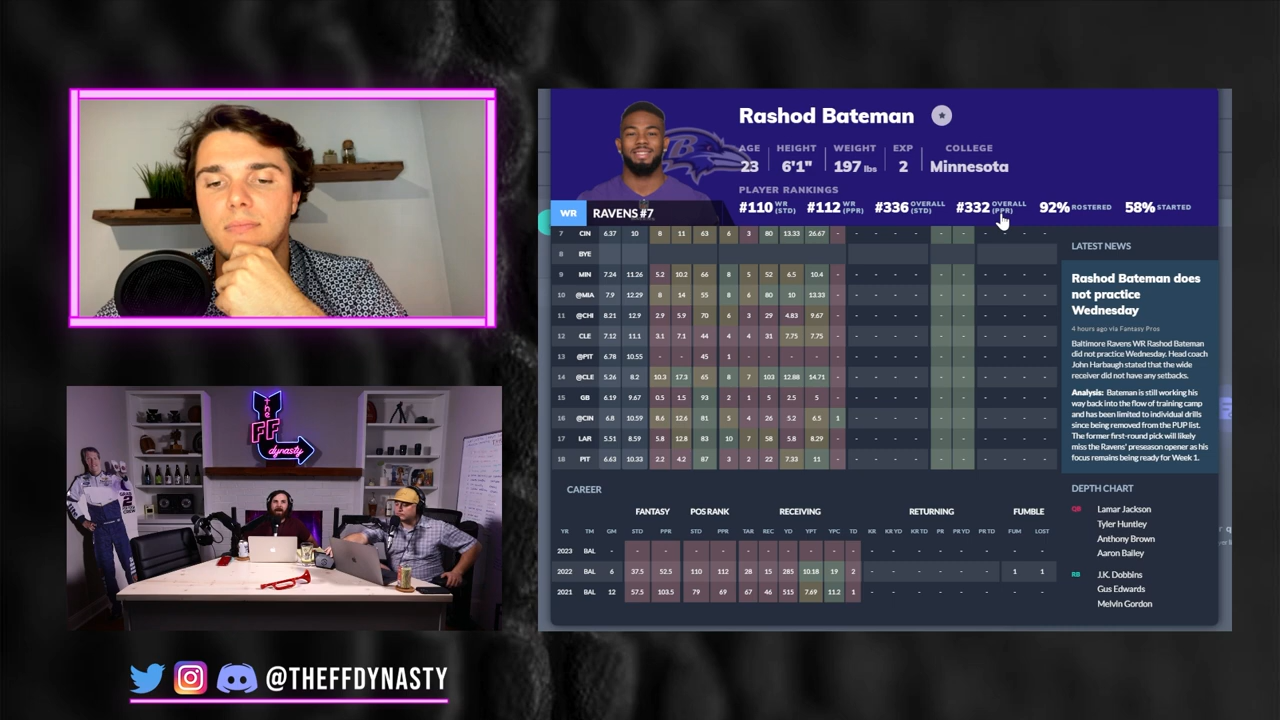 Rashod Bateman
AGE HEIGHT WEIGHT EXP COLLEGE
23 6'1" 197 lbs 2 Minnesota
PLAYER RANKINGS
#110 WR (STD) #112 WR (PPR) #336 OVERALL (STD) #332 OVERALL (PPR) 92% ROSTERED 58% STARTED
WR RAVENS #7
7 CIN 6.37 10 8 11 63 6 3 80 13.33 26.67 - - - - - - - - - - -
8 BYE
9 MIN 7.24 11.26 5.2 10.2 66 8 5 52 6.5 10.4 - - - - - - - - - - -
10 @MIA 7.9 12.29 8 14 55 8 6 80 10 13.33 - - - - - - - - - - -
11 @CHI 8.21 12.9 2.9 5.9 70 6 3 29 4.83 9.67 - - - - - - - - - - -
12 CLE 7.12 11.1 3.1 7.1 44 4 4 31 7.75 7.75 - - - - - - - - - - -
13 @PIT 6.78 10.55 - - 45 1 - - - - - - - - - - - - - - -
14 @CLE 5.26 8.2 10.3 17.3 65 8 7 103 12.88 14.71 - - - - - - - - - - -
15 GB 6.19 9.67 0.5 1.5 93 2 1 5 2.5 5 - - - - - - - - - - -
16 @CIN 6.8 10.59 8.6 12.6 81 5 4 26 5.2 6.5 1 - - - - - - - - - -
17 LAR 5.51 8.59 5.8 12.8 83 10 7 58 5.8 8.29 - - - - - - - - - - -
18 PIT 6.63 10.33 2.2 4.2 87 3 2 22 7.33 11 - - - - - - - - - - -
CAREER
FANTASY POS RANK RECEIVING RETURNING FUMBLE
YR TM GM STD PPR STD PPR TAR REC YD YPT YPC TD KR KR YD KR TD PR PR YD PR TD FUM LOST
2023 BAL - - - - - - - - - - - - - - - - - - -
2022 BAL 6 37.5 52.5 110 112 28 15 285 10.18 19 2 - - - - - - 1 1
2021 BAL 12 57.5 103.5 79 69 67 46 515 7.69 11.2 1 - - - - - - - -
LATEST NEWS
Rashod Bateman does
not practice
Wednesday
4 hours ago via Fantasy Pros
Baltimore Ravens WR Rashod Bateman
did not practice Wednesday. Head coach
John Harbaugh stated that the wide
receiver did not have any setbacks.
Analysis: Bateman is still working his
way back into the flow of training camp
and has been limited to individual drills
since being removed from the PUP list.
The former first-round pick will likely
miss the Ravens' preseason opener as his
focus remains being ready for Week 1.
DEPTH CHART
QB Lamar Jackson
Tyler Huntley
Anthony Brown
Aaron Bailey
RB J.K. Dobbins
Gus Edwards
Melvin Gordon
the
FF
dynasty
@THEFFDYNASTY